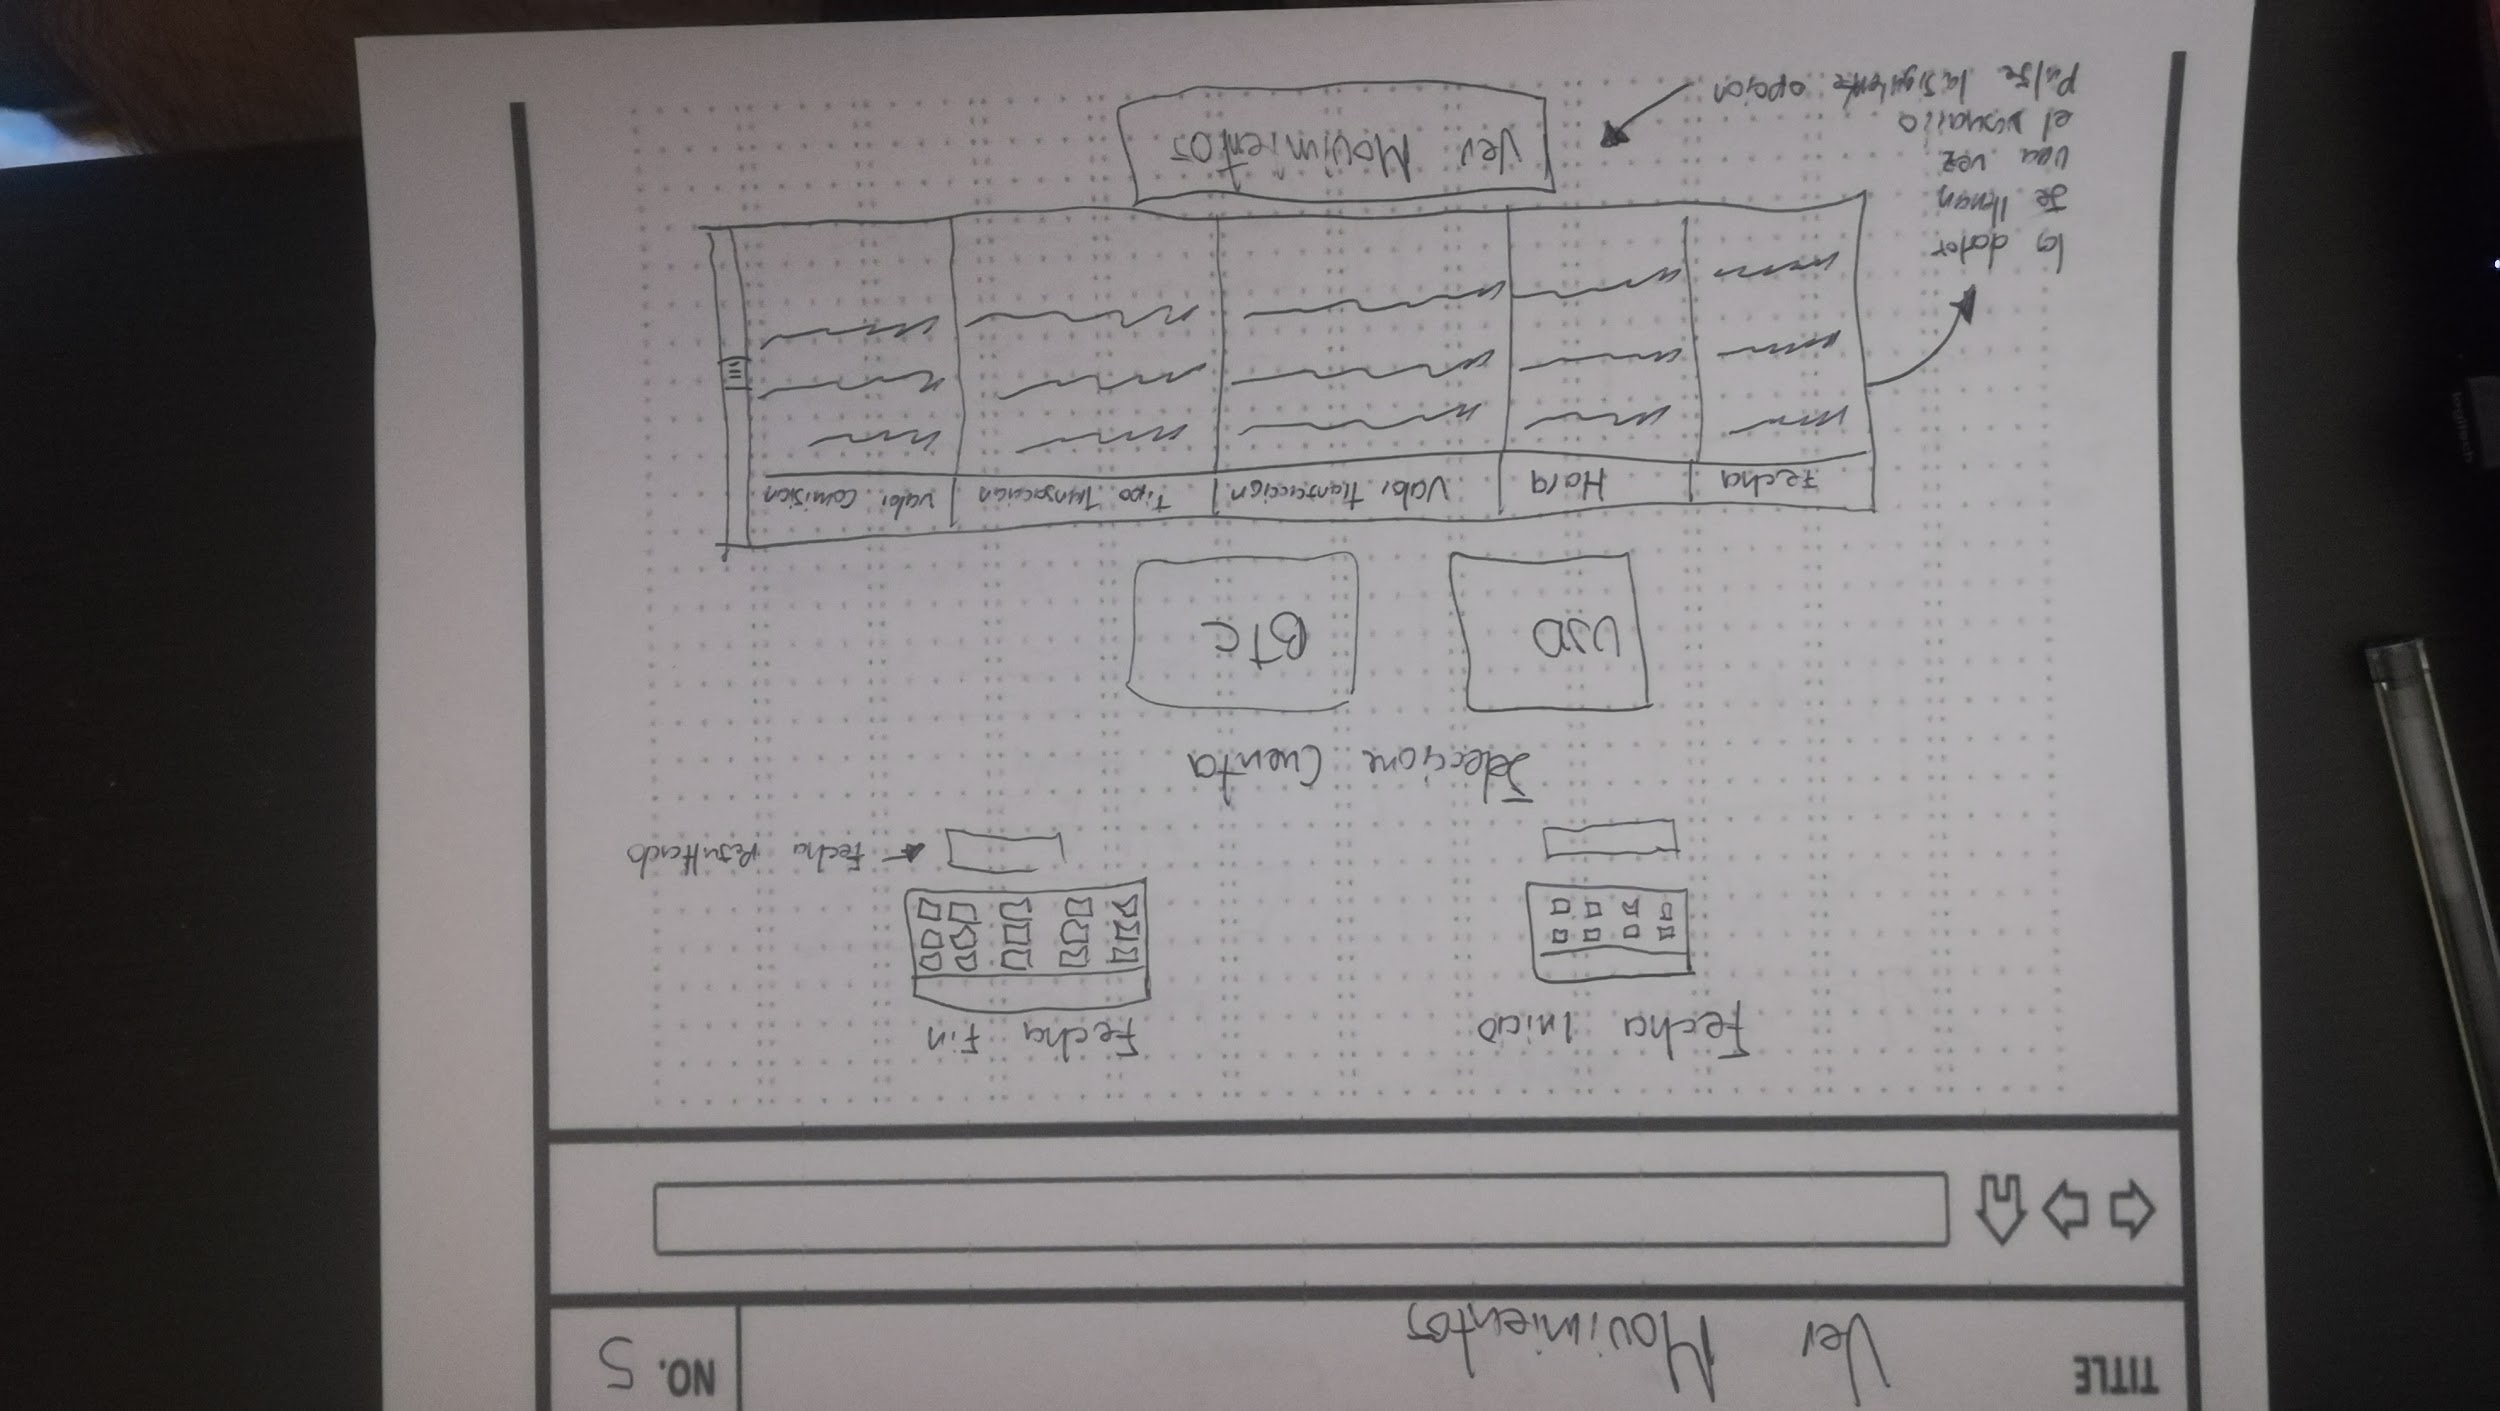 TITLE Ver Movimientos NO. 5
Fecha Inicio Fecha Fin
← Fecha Resultado
Seleccione Cuenta
USD BTC
Fecha Hora Valor Transaccion Tipo Transaccion Valor Comision
Ver Movimientos
los datos
se llenan
una vez
el usuario
pulse la siguiente opcion